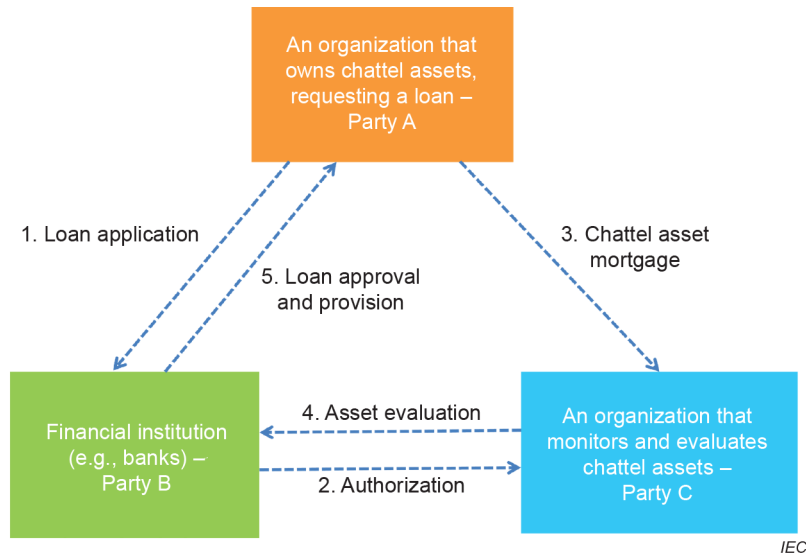 An organization that
owns chattel assets,
requesting a loan –
Party A
1. Loan application
3. Chattel asset
mortgage
5. Loan approval
and provision
Financial institution
(e.g., banks) –
Party B
4. Asset evaluation
2. Authorization
An organization that
monitors and evaluates
chattel assets –
Party C
IEC